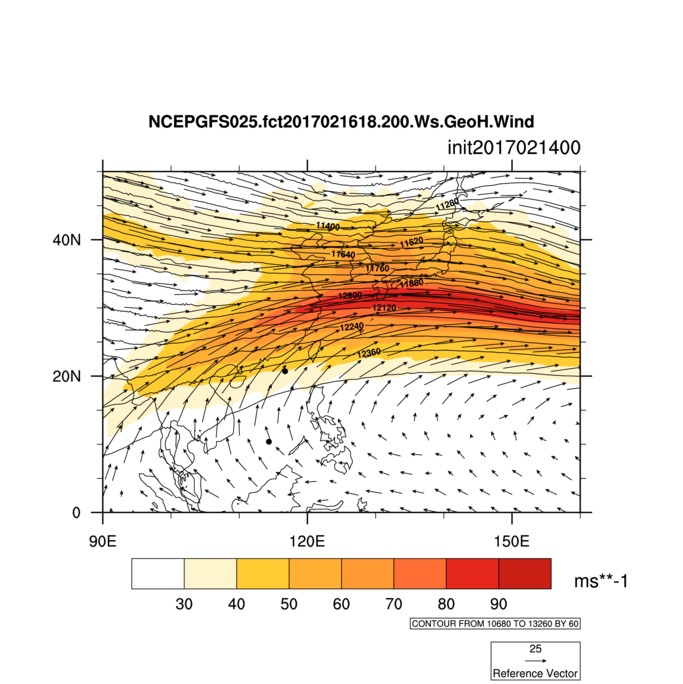 NCEPGFS025.fct2017021618.200.Ws.GeoH.Wind
init2017021400
11280
11400
40N
11520
11640
11760
11880
12000
12120
12240
12360
20N
0
90E 120E 150E
ms**-1
30 40 50 60 70 80 90
CONTOUR FROM 10680 TO 13260 BY 60
25
Reference Vector